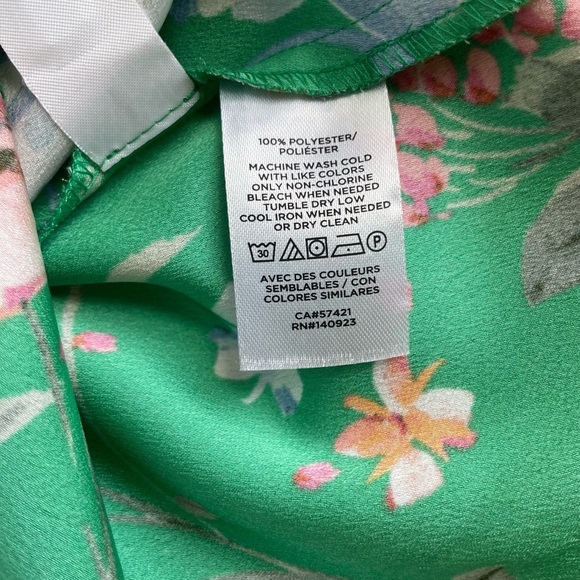 100% POLYESTER/
POLIÉSTER
MACHINE WASH COLD
WITH LIKE COLORS
ONLY NON-CHLORINE
BLEACH WHEN NEEDED
TUMBLE DRY LOW
COOL IRON WHEN NEEDED
OR DRY CLEAN
30 P
AVEC DES COULEURS
SEMBLABLES / CON
COLORES SIMILARES
CA#57421
RN#140923